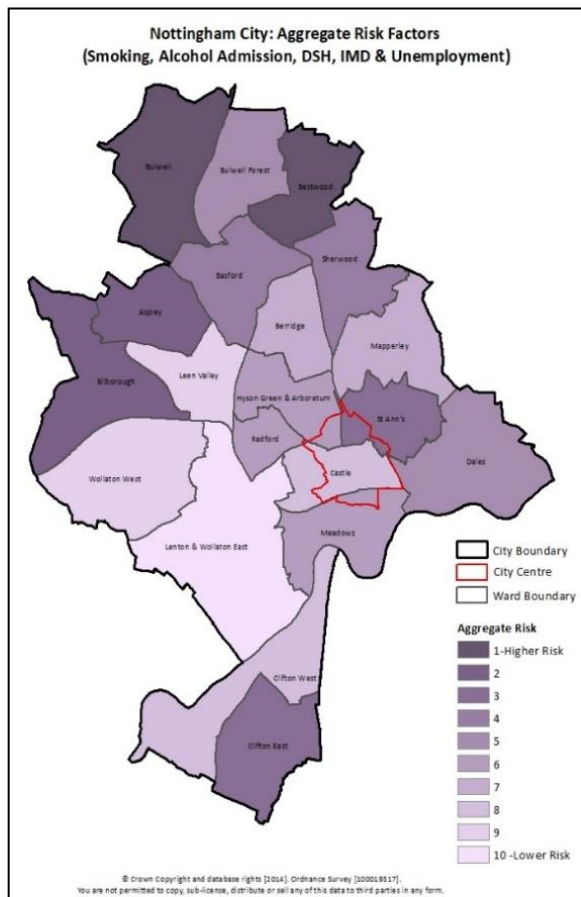 Nottingham City: Aggregate Risk Factors
(Smoking, Alcohol Admission, DSH, IMD & Unemployment)
Bulwell
Bulwell Forest
Bestwood
Sherwood
Basford
Aspley
Berridge
Mapperley
Leen Valley
Bilborough
Hyson Green & Arboretum
St Ann's
Radford
Dales
Castle
Wollaton West
Meadows
Lenton & Wollaton East
Clifton West
Clifton East
City Boundary
City Centre
Ward Boundary
Aggregate Risk
1-Higher Risk
2
3
4
5
6
7
8
9
10 -Lower Risk
© Crown Copyright and database rights [2014]. Ordnance Survey [100019317].
You are not permitted to copy, sub-license, distribute or sell any of this data to third parties in any form.